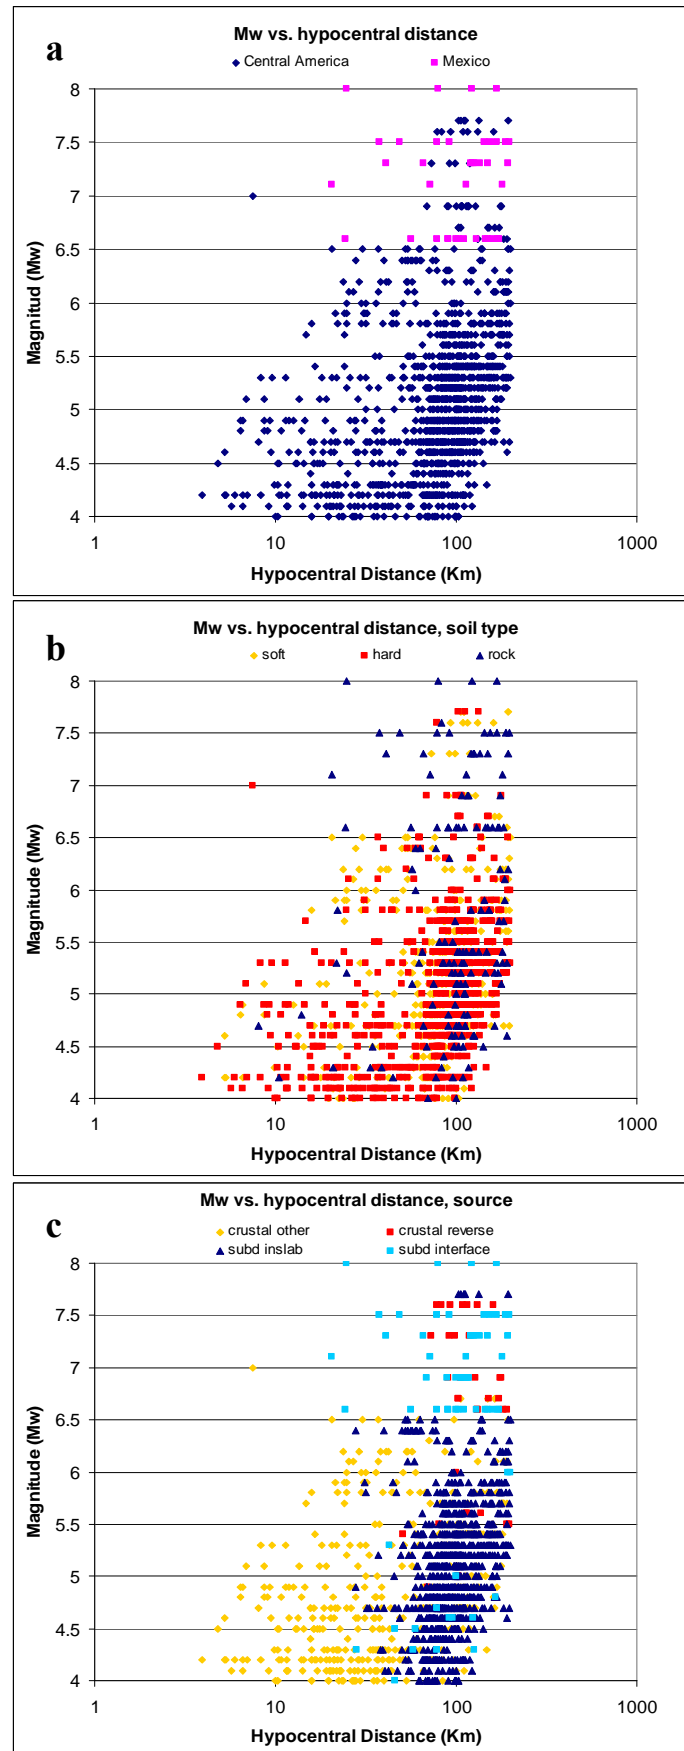 a
Mw vs. hypocentral distance
Central America Mexico
8
7.5
7
6.5
6
5.5
5
4.5
4
Magnitud (Mw)
1 10 100 1000
Hypocentral Distance (Km)
b
Mw vs. hypocentral distance, soil type
soft hard rock
8
7.5
7
6.5
6
5.5
5
4.5
4
Magnitude (Mw)
1 10 100 1000
Hypocentral Distance (Km)
c
Mw vs. hypocentral distance, source
crustal other crustal reverse
subd inslab subd interface
8
7.5
7
6.5
6
5.5
5
4.5
4
Magnitude (Mw)
1 10 100 1000
Hypocentral Distance (Km)